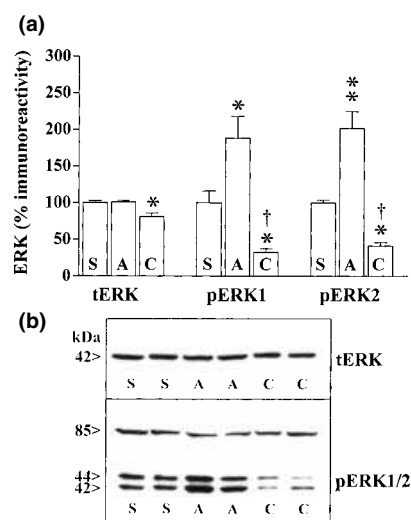 (a)
ERK (% immunoreactivity)
300
250
200
150
100
50
0
*
*
†
*
*
*
†
*
S A C S A C S A C
tERK pERK1 pERK2
(b)
kDa
42>
tERK
S S A A C C
85>
44>
42>
pERK1/2
S S A A C C